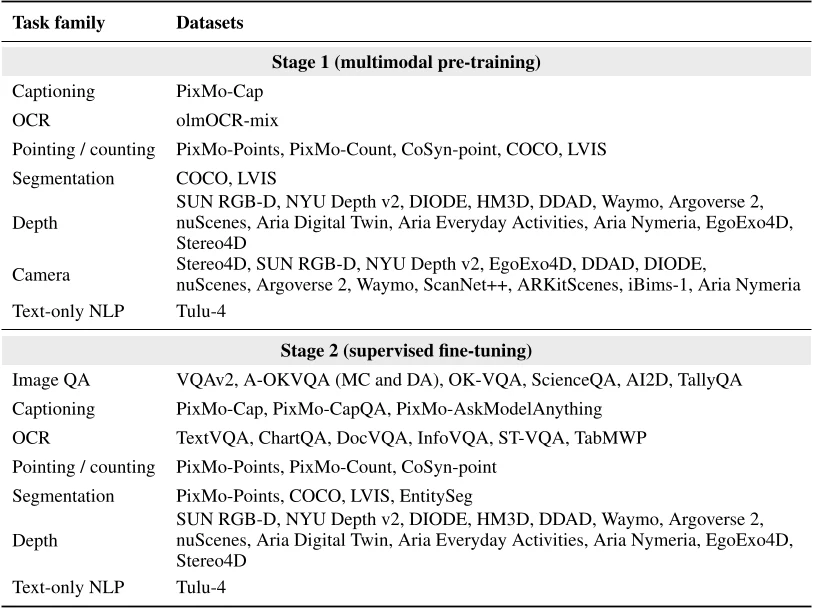 Task family Datasets
Stage 1 (multimodal pre-training)
Captioning PixMo-Cap
OCR olmOCR-mix
Pointing / counting PixMo-Points, PixMo-Count, CoSyn-point, COCO, LVIS
Segmentation COCO, LVIS
Depth SUN RGB-D, NYU Depth v2, DIODE, HM3D, DDAD, Waymo, Argoverse 2,
nuScenes, Aria Digital Twin, Aria Everyday Activities, Aria Nymeria, EgoExo4D,
Stereo4D
Camera Stereo4D, SUN RGB-D, NYU Depth v2, EgoExo4D, DDAD, DIODE,
nuScenes, Argoverse 2, Waymo, ScanNet++, ARKitScenes, iBims-1, Aria Nymeria
Text-only NLP Tulu-4
Stage 2 (supervised fine-tuning)
Image QA VQAv2, A-OKVQA (MC and DA), OK-VQA, ScienceQA, AI2D, TallyQA
Captioning PixMo-Cap, PixMo-CapQA, PixMo-AskModelAnything
OCR TextVQA, ChartQA, DocVQA, InfoVQA, ST-VQA, TabMWP
Pointing / counting PixMo-Points, PixMo-Count, CoSyn-point
Segmentation PixMo-Points, COCO, LVIS, EntitySeg
Depth SUN RGB-D, NYU Depth v2, DIODE, HM3D, DDAD, Waymo, Argoverse 2,
nuScenes, Aria Digital Twin, Aria Everyday Activities, Aria Nymeria, EgoExo4D,
Stereo4D
Text-only NLP Tulu-4